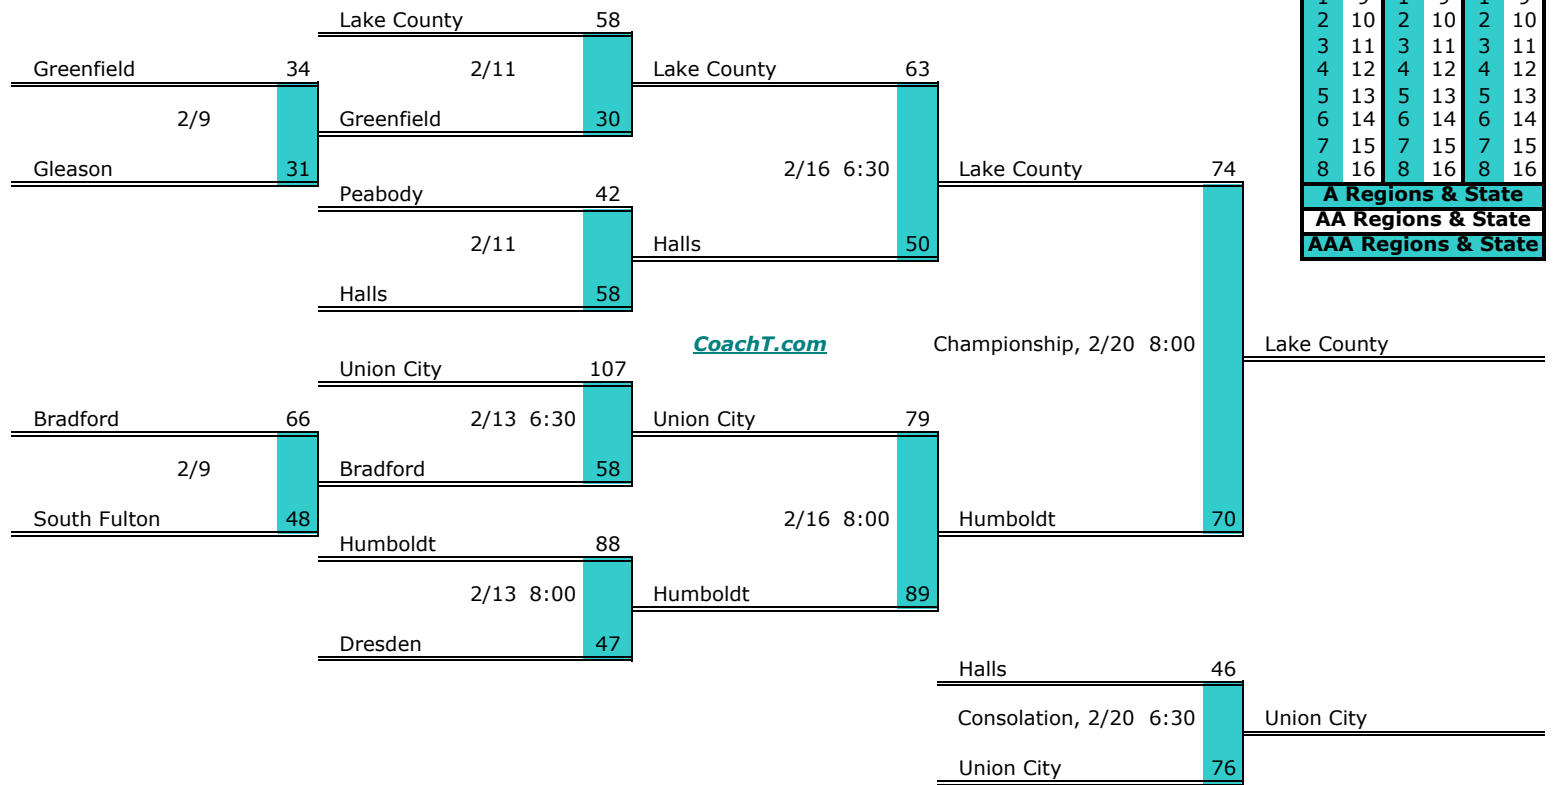 1 9 1 9 1 9
Lake County 58
2 10 2 10 2 10
3 11 3 11 3 11
Greenfield 34 2/11 Lake County 63
4 12 4 12 4 12
5 13 5 13 5 13
2/9 Greenfield 30
6 14 6 14 6 14
7 15 7 15 7 15
Gleason 31 2/16 6:30 Lake County 74
8 16 8 16 8 16
Peabody 42
A Regions & State
AA Regions & State
2/11 Halls 50
AAA Regions & State
Halls 58
CoachT.com Championship, 2/20 8:00 Lake County
Union City 107
Bradford 66 2/13 6:30 Union City 79
2/9 Bradford 58
South Fulton 48 2/16 8:00 Humboldt 70
Humboldt 88
2/13 8:00 Humboldt 89
Dresden 47
Halls 46
Consolation, 2/20 6:30 Union City
Union City 76